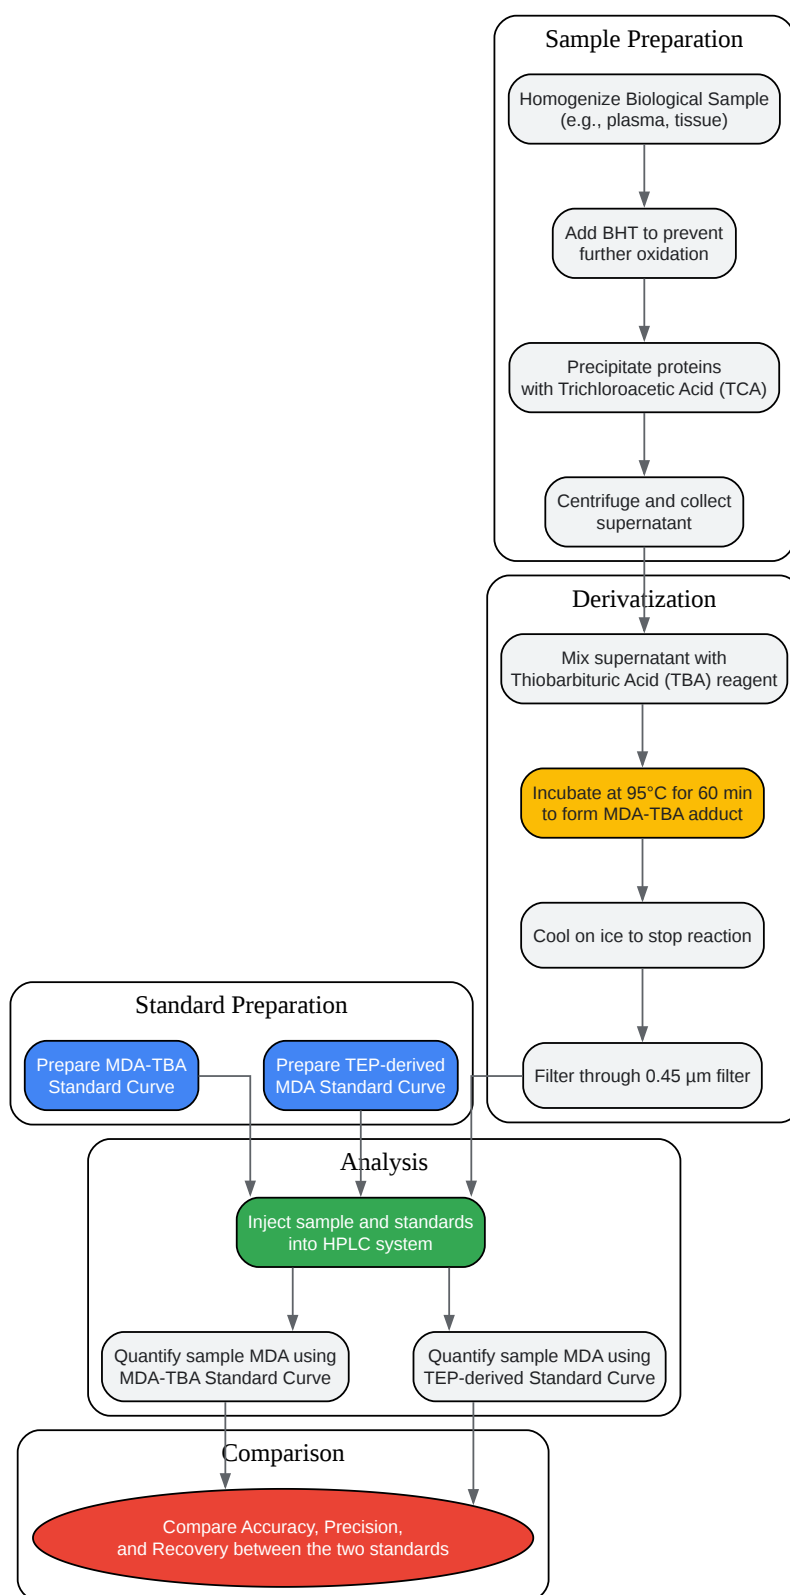 Sample Preparation
Homogenize Biological Sample
(e.g., plasma, tissue)
Add BHT to prevent
further oxidation
Precipitate proteins
with Trichloroacetic Acid (TCA)
Centrifuge and collect
supernatant
Derivatization
Mix supernatant with
Thiobarbituric Acid (TBA) reagent
Incubate at 95°C for 60 min
to form MDA-TBA adduct
Cool on ice to stop reaction
Filter through 0.45 µm filter
Standard Preparation
Prepare MDA-TBA
Standard Curve
Prepare TEP-derived
MDA Standard Curve
Analysis
Inject sample and standards
into HPLC system
Quantify sample MDA using
MDA-TBA Standard Curve
Quantify sample MDA using
TEP-derived Standard Curve
Comparison
Compare Accuracy, Precision,
and Recovery between the two standards